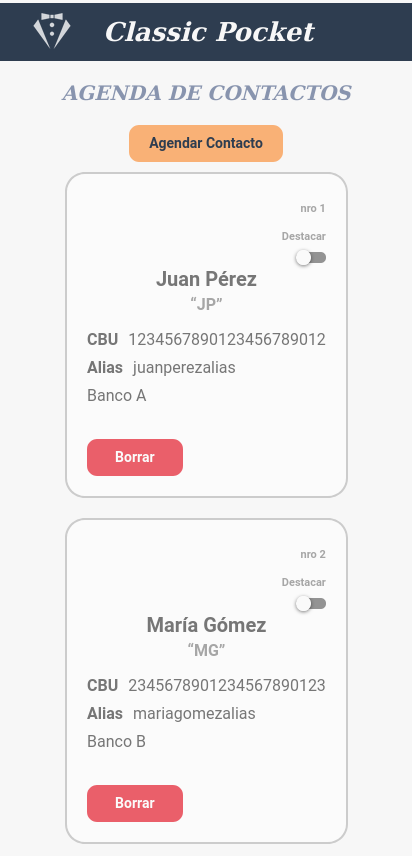 Classic Pocket
AGENDA DE CONTACTOS
Agendar Contacto
nro 1
Destacar
Juan Pérez
“JP”
CBU 1234567890123456789012
Alias juanperezalias
Banco A
Borrar
nro 2
Destacar
María Gómez
“MG”
CBU 2345678901234567890123
Alias mariagomezalias
Banco B
Borrar